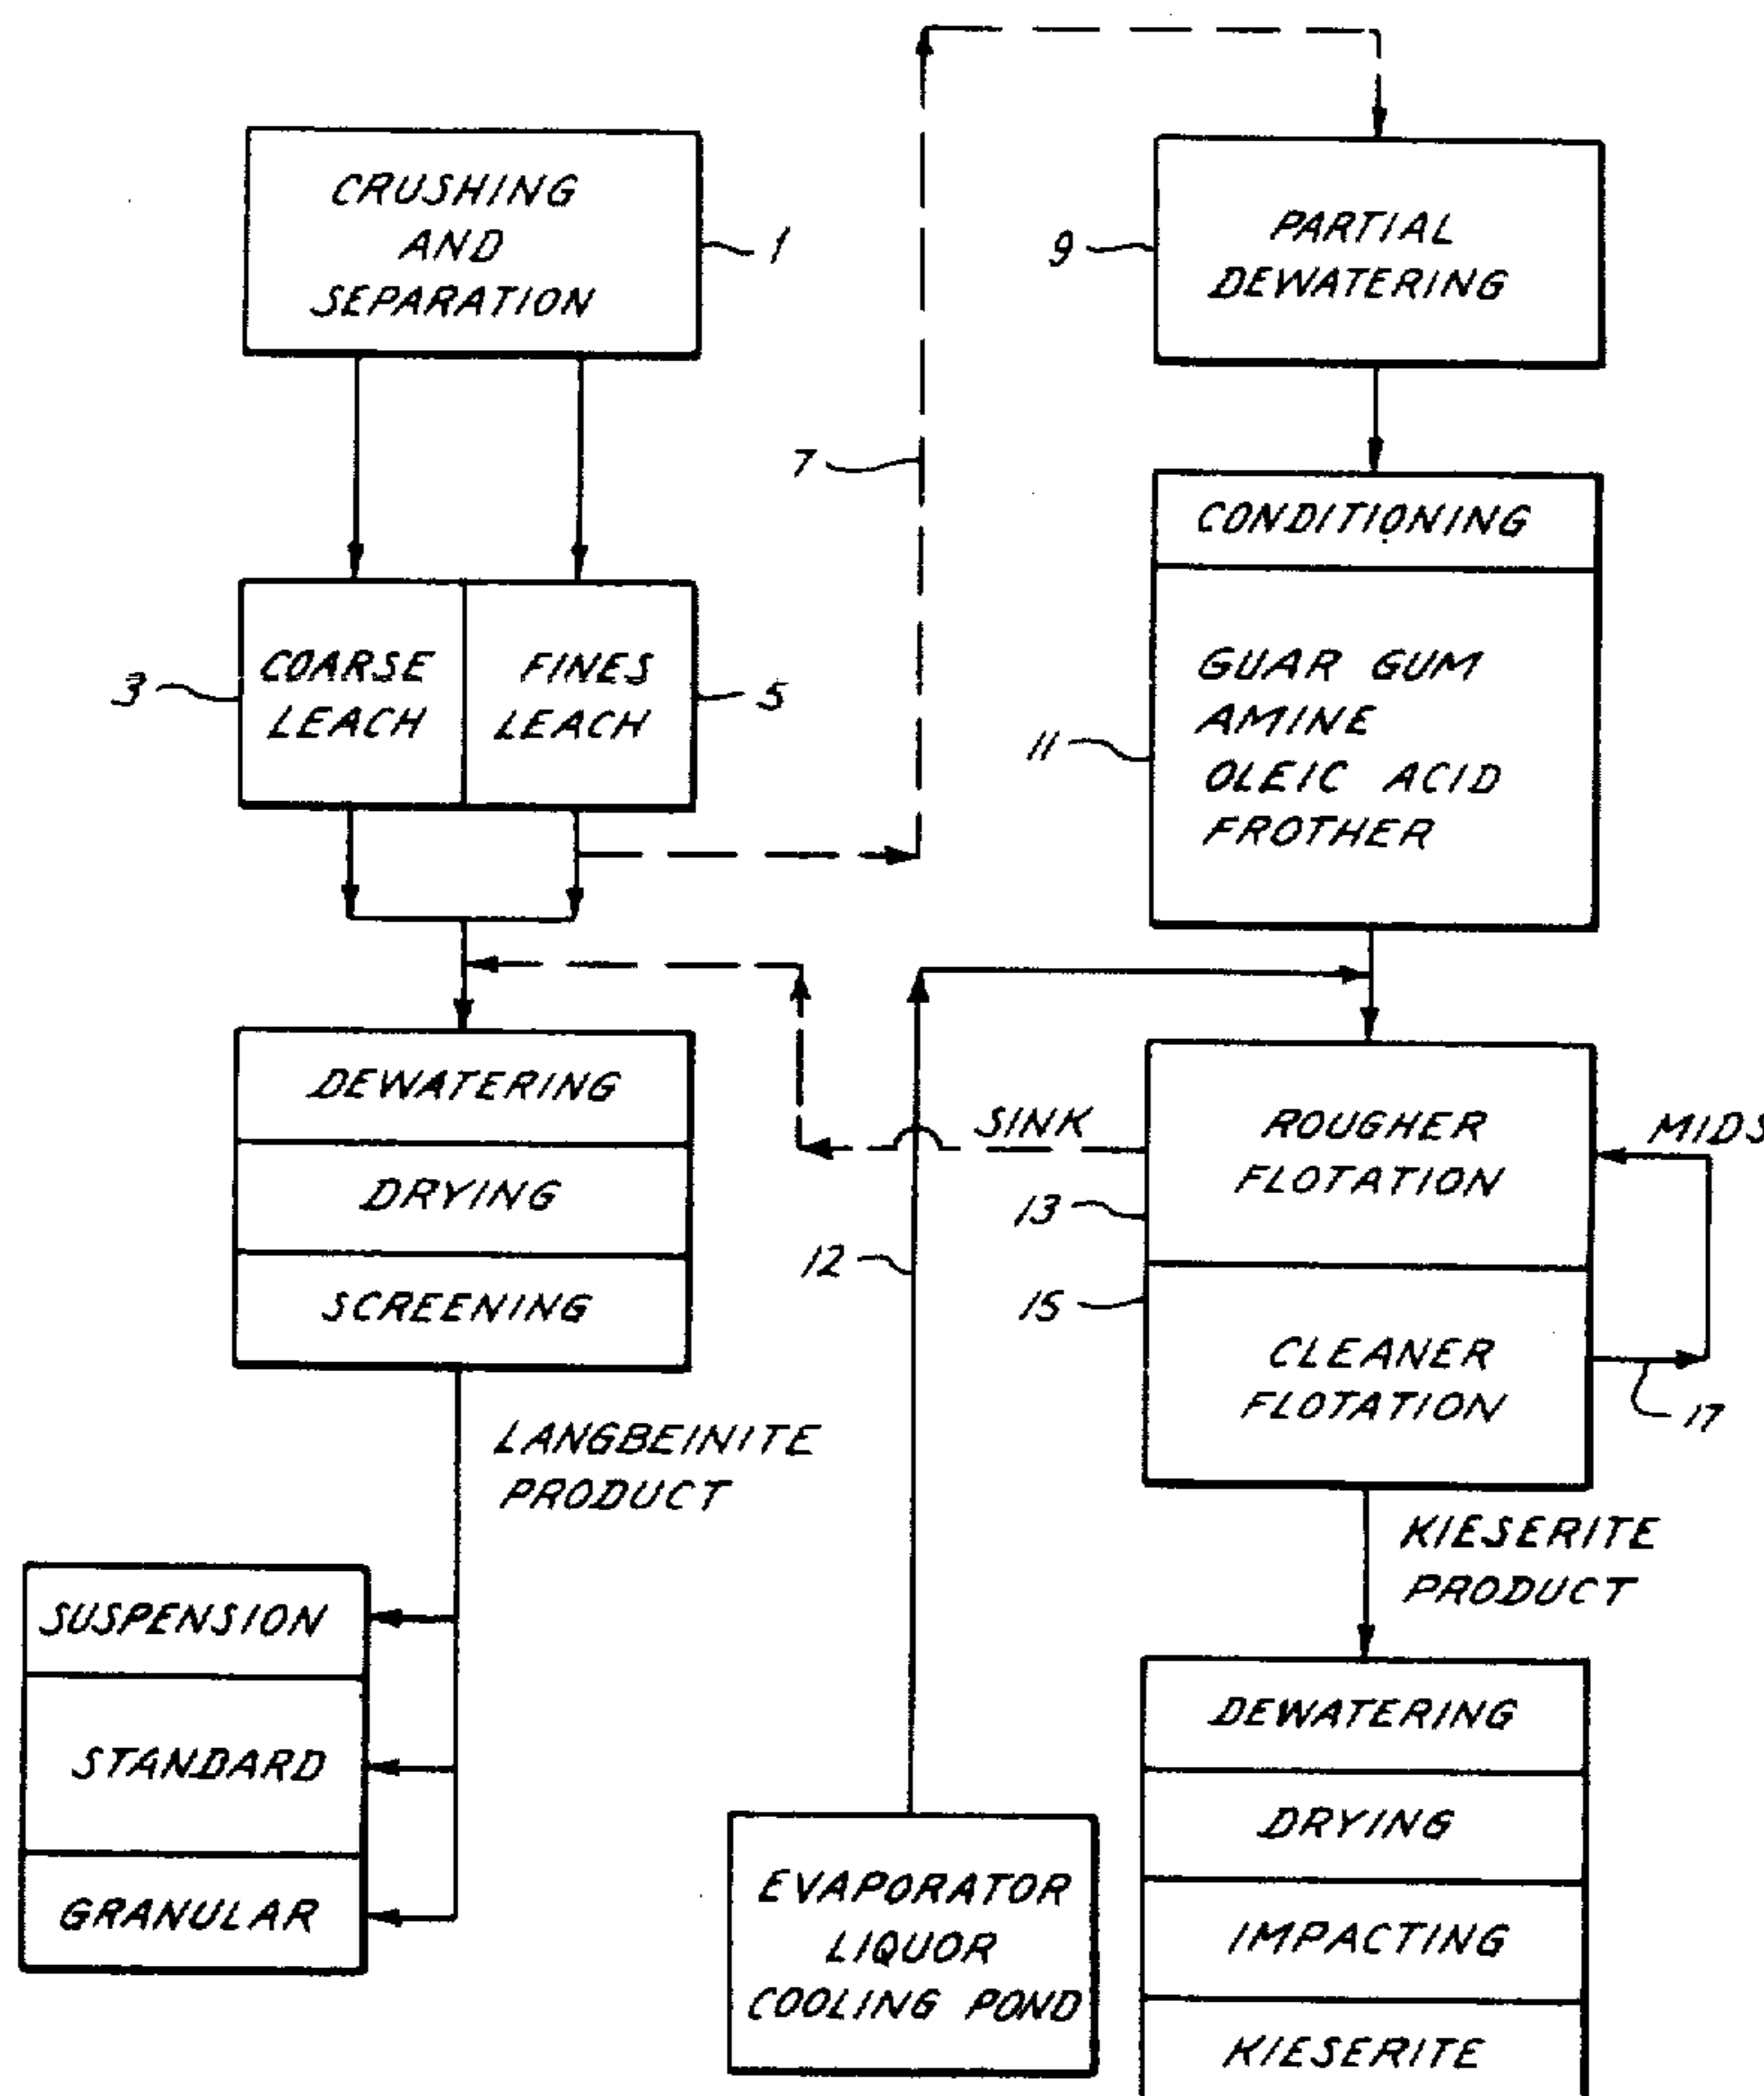 CRUSHING
AND
SEPARATION
1
COARSE
LEACH
3
FINES
LEACH
5
7
PARTIAL
DEWATERING
9
CONDITIONING
GUAR GUM
AMINE
OLEIC ACID
FROTHER
11
DEWATERING
DRYING
SCREENING
SINK
12
ROUGHER
FLOTATION
13
MIDS
15
CLEANER
FLOTATION
17
LANGBEINITE
PRODUCT
SUSPENSION
STANDARD
GRANULAR
EVAPORATOR
LIQUOR
COOLING POND
KIESERITE
PRODUCT
DEWATERING
DRYING
IMPACTING
KIESERITE